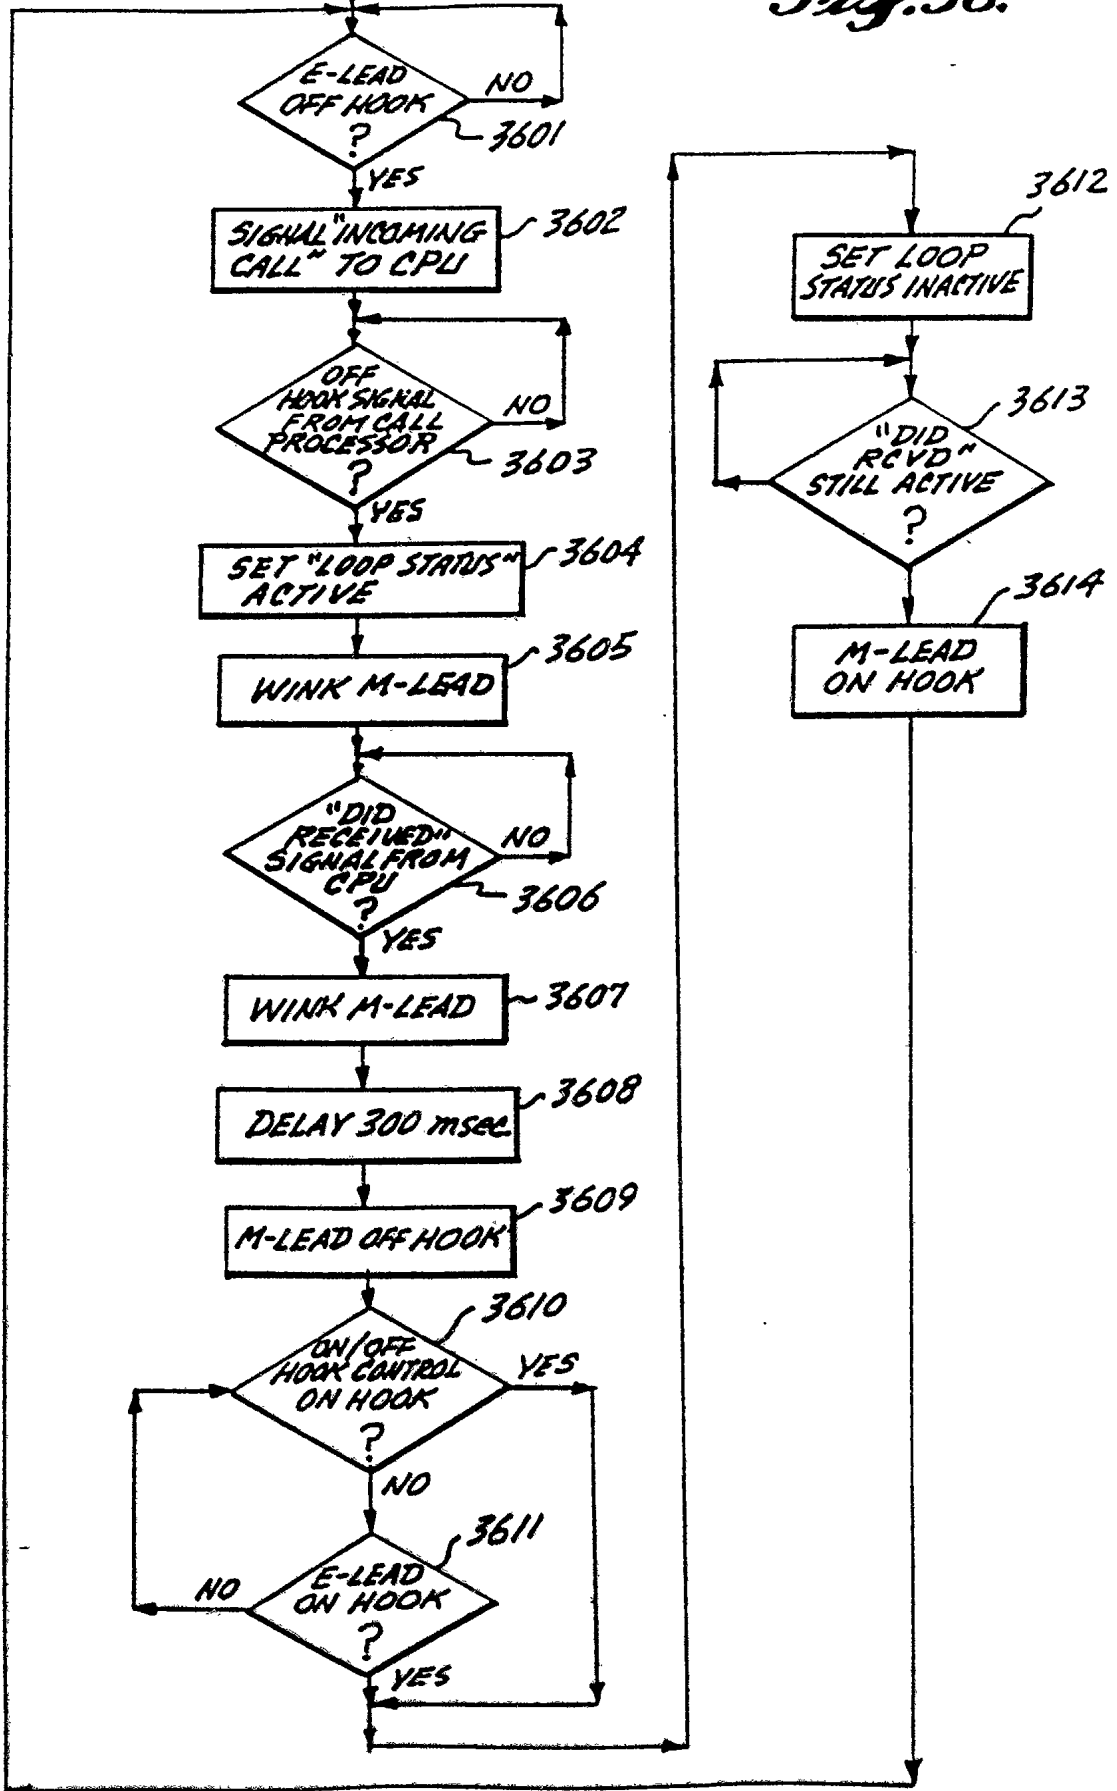 Fig. 36.
E-LEAD
OFF HOOK
?
NO
3601
YES
SIGNAL "INCOMING
CALL" TO CPU
3602
OFF
HOOK SIGNAL
FROM CALL
PROCESSOR
?
NO
3603
YES
SET "LOOP STATUS"
ACTIVE
3604
WINK M-LEAD
3605
"DID
RECEIVED"
SIGNAL FROM
CPU
?
NO
3606
YES
WINK M-LEAD
3607
DELAY 300 msec
3608
M-LEAD OFF HOOK
3609
ON/OFF
HOOK CONTROL
ON HOOK
?
3610
YES
NO
E-LEAD
ON HOOK
?
3611
NO
YES
3612
SET LOOP
STATUS INACTIVE
3613
"DID
RCVD"
STILL ACTIVE
?
3614
M-LEAD
ON HOOK